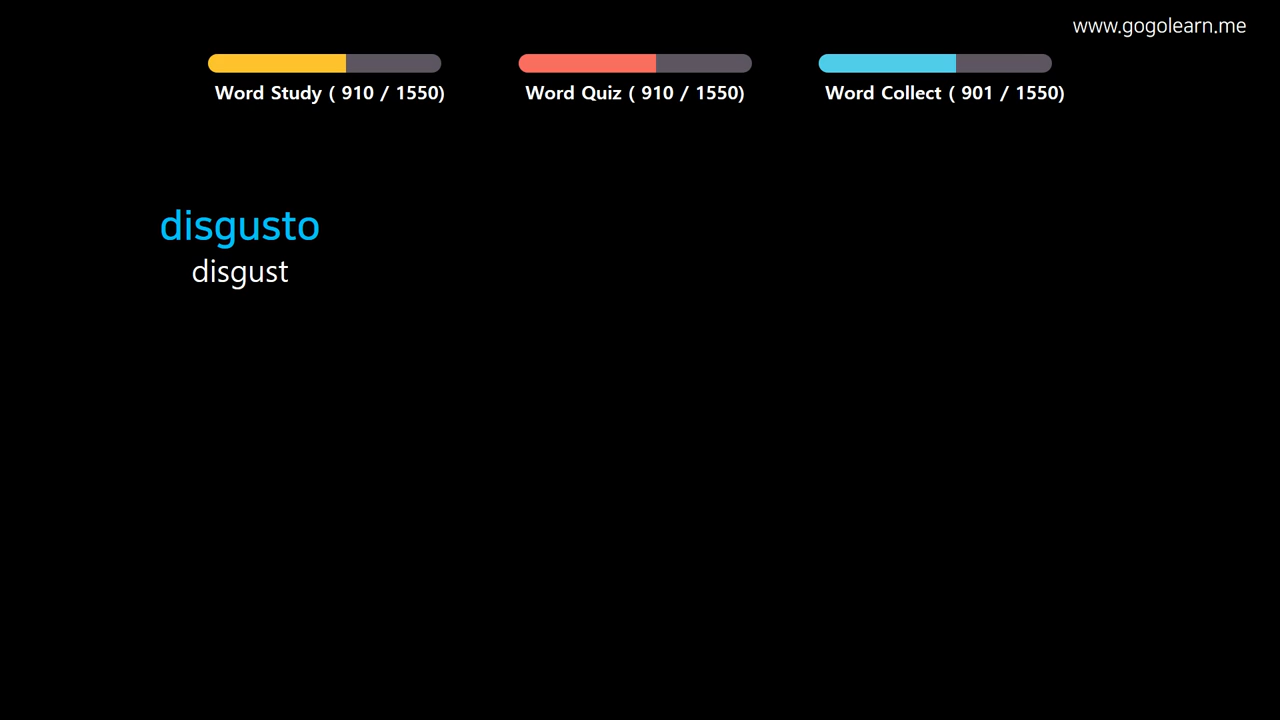 www.gogolearn.me
Word Study ( 910 / 1550)
Word Quiz ( 910 / 1550)
Word Collect ( 901 / 1550)
disgusto
disgust